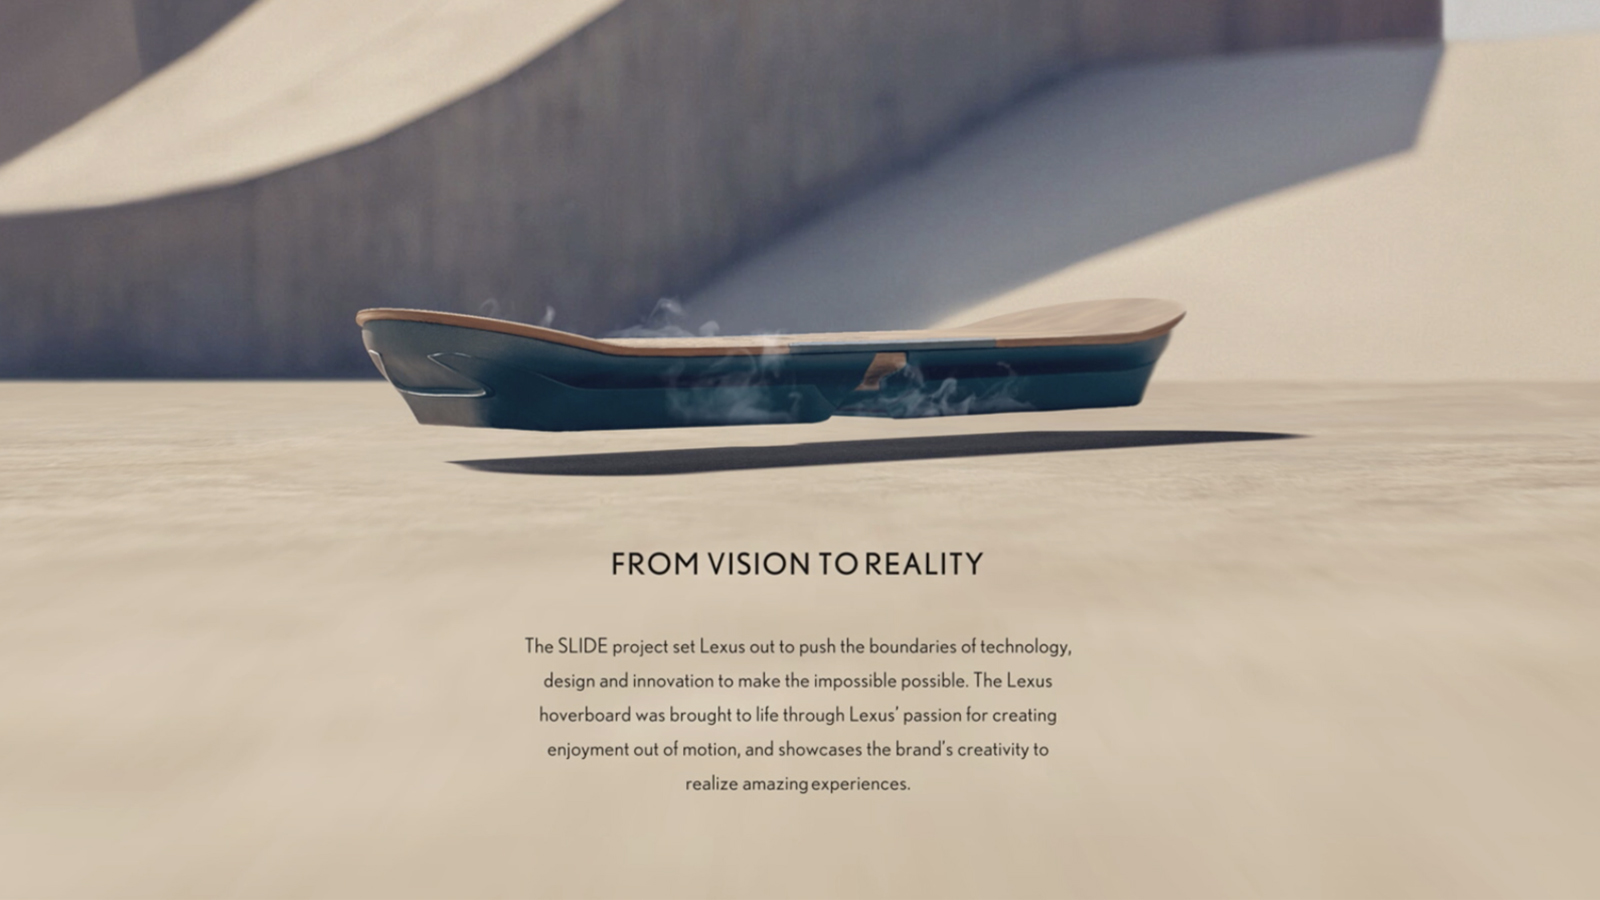 FROM VISION TO REALITY
The SLIDE project set Lexus out to push the boundaries of technology,
design and innovation to make the impossible possible. The Lexus
hoverboard was brought to life through Lexus' passion for creating
enjoyment out of motion, and showcases the brand's creativity to
realize amazing experiences.